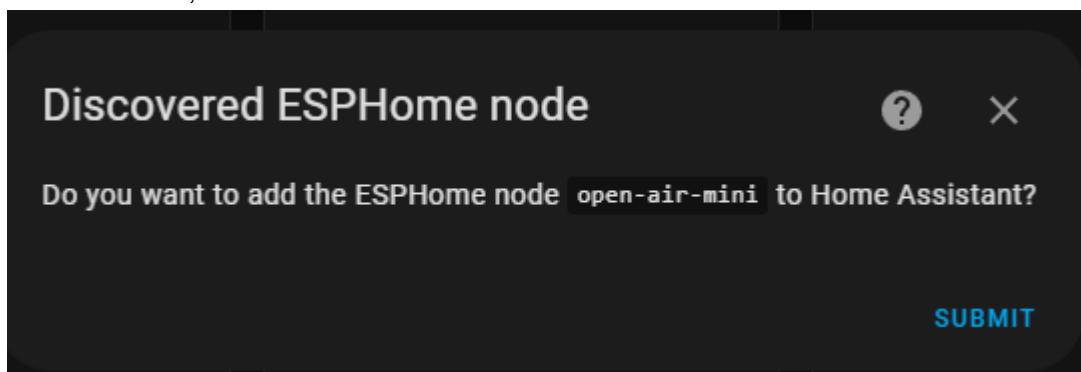 Discovered ESPHome node
Do you want to add the ESPHome node open-air-mini to Home Assistant?
SUBMIT